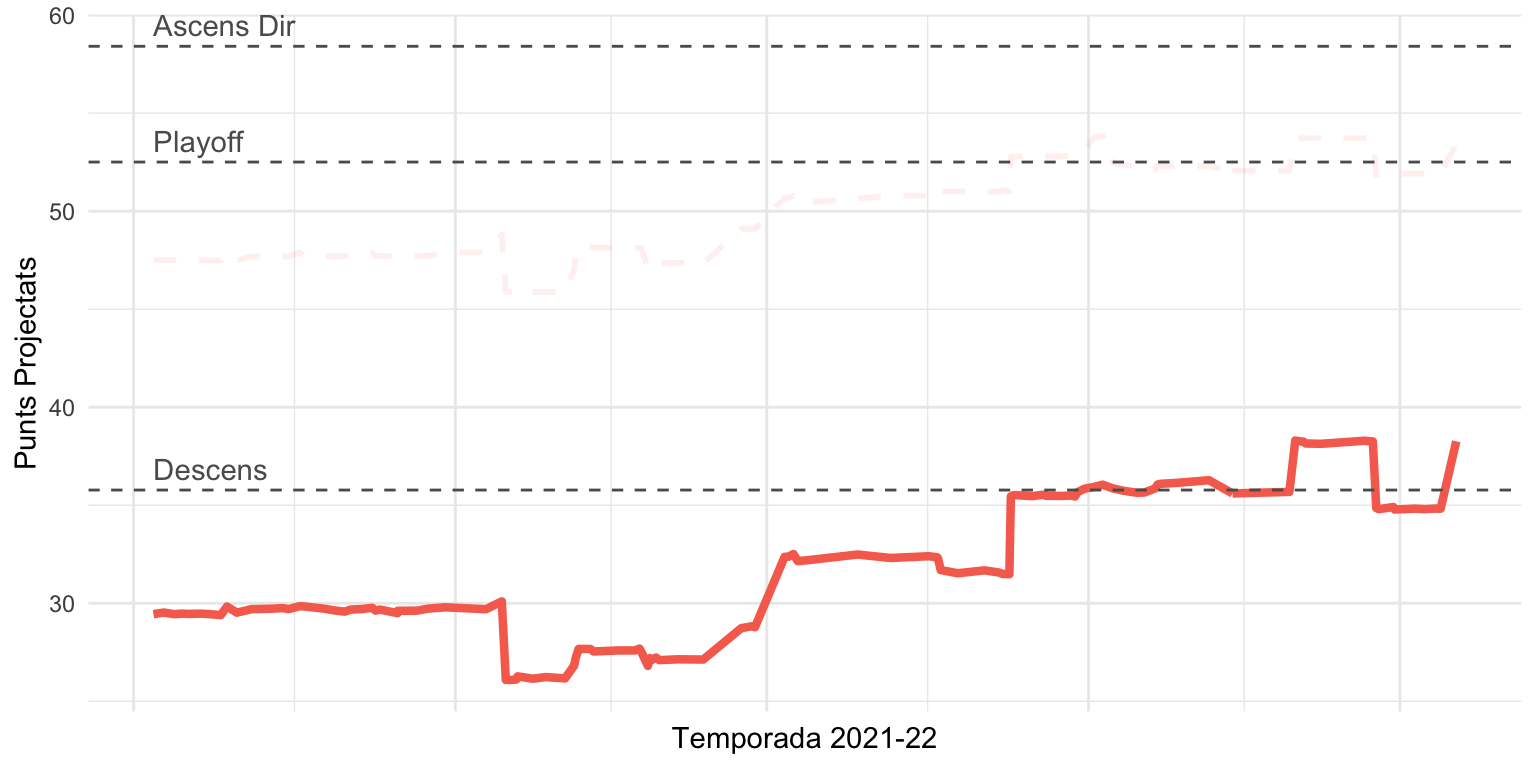 60
Ascens Dir
Playoff
50
Punts Projectats
40
Descens
30
Temporada 2021-22